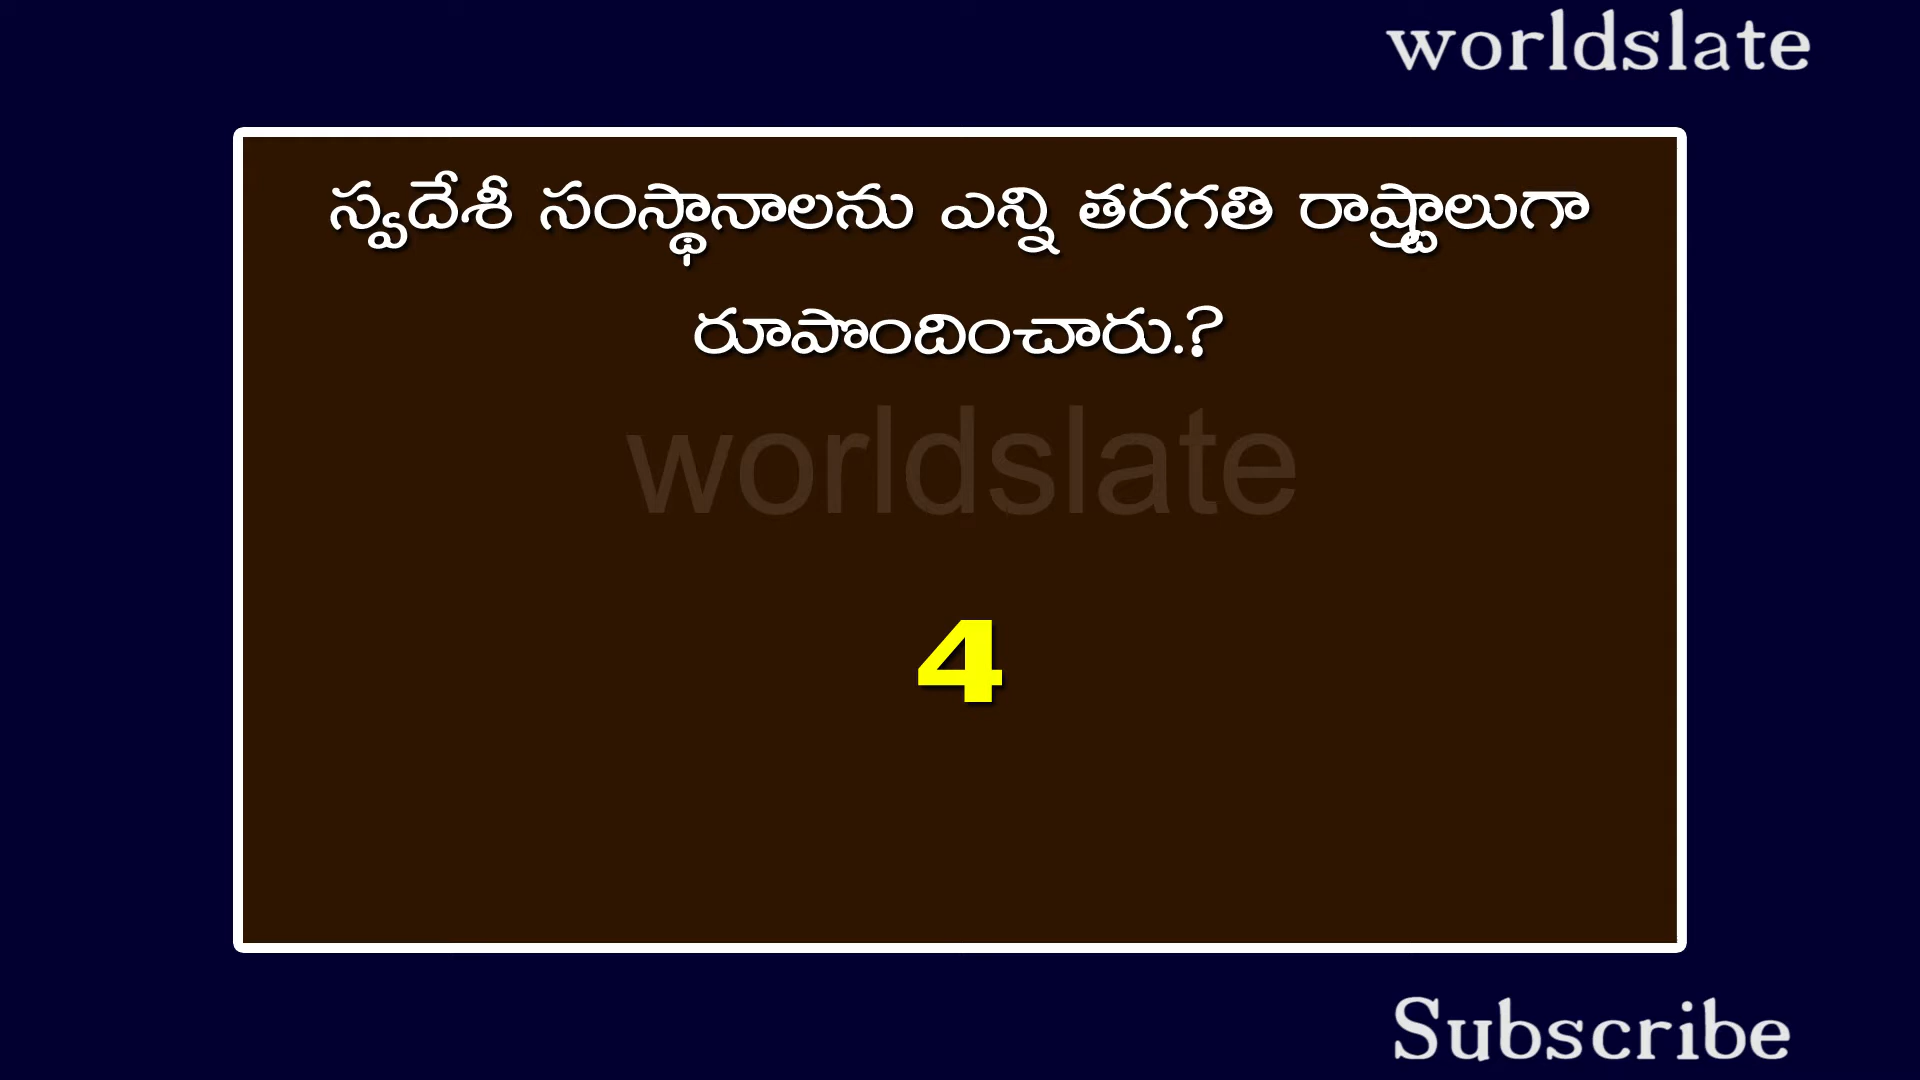 worldslate
స్వదేశీ సంస్థానాలను ఎన్ని తరగతి రాష్ట్రాలుగా
రూపొందించారు.?
worldslate
4
Subscribe